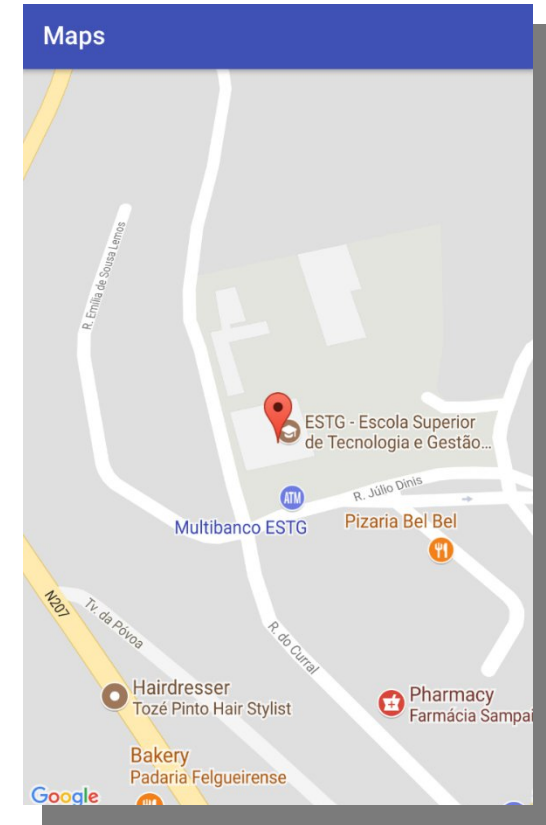 Maps
R. Emília de Sousa Lemos
ESTG - Escola Superior
de Tecnologia e Gestão...
ATM
R. Júlio Dinis
Multibanco ESTG
Pizaria Bel Bel
N207
Tv. da Póvoa
R. do Curral
Hairdresser
Tozé Pinto Hair Stylist
Pharmacy
Farmácia Sampai
Bakery
Padaria Felgueirense
Google